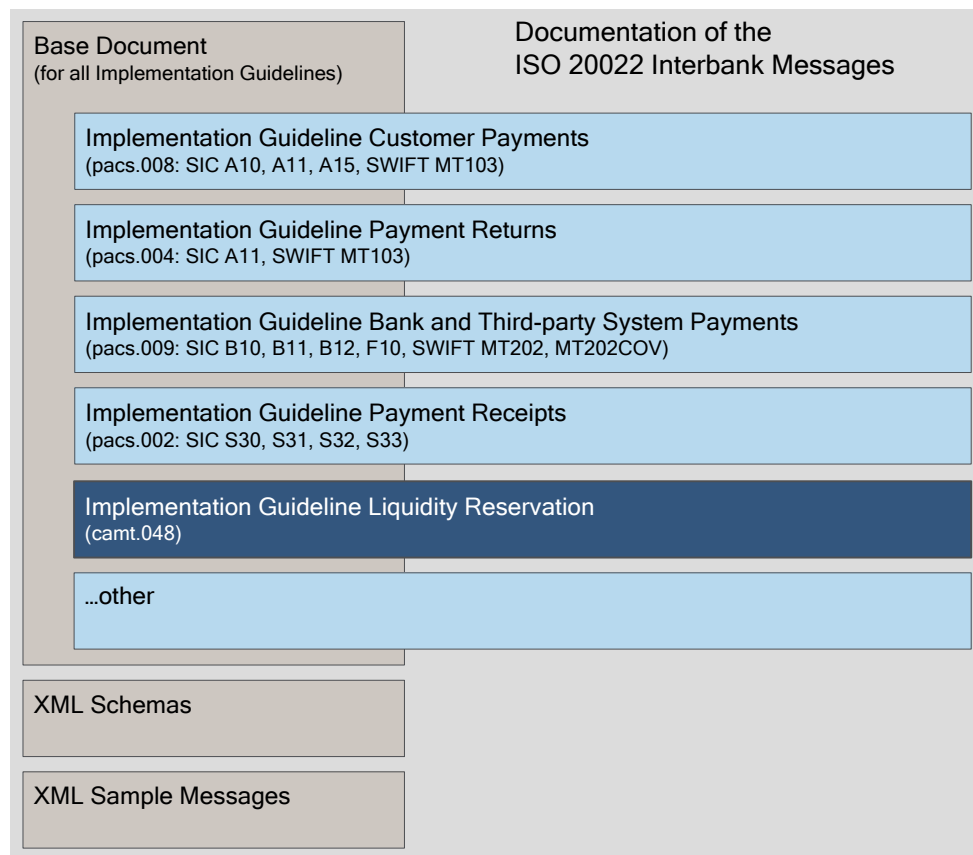 Base Document
(for all Implementation Guidelines)
Documentation of the
ISO 20022 Interbank Messages
Implementation Guideline Customer Payments
(pacs.008: SIC A10, A11, A15, SWIFT MT103)
Implementation Guideline Payment Returns
(pacs.004: SIC A11, SWIFT MT103)
Implementation Guideline Bank and Third-party System Payments
(pacs.009: SIC B10, B11, B12, F10, SWIFT MT202, MT202COV)
Implementation Guideline Payment Receipts
(pacs.002: SIC S30, S31, S32, S33)
Implementation Guideline Liquidity Reservation
(camt.048)
…other
XML Schemas
XML Sample Messages